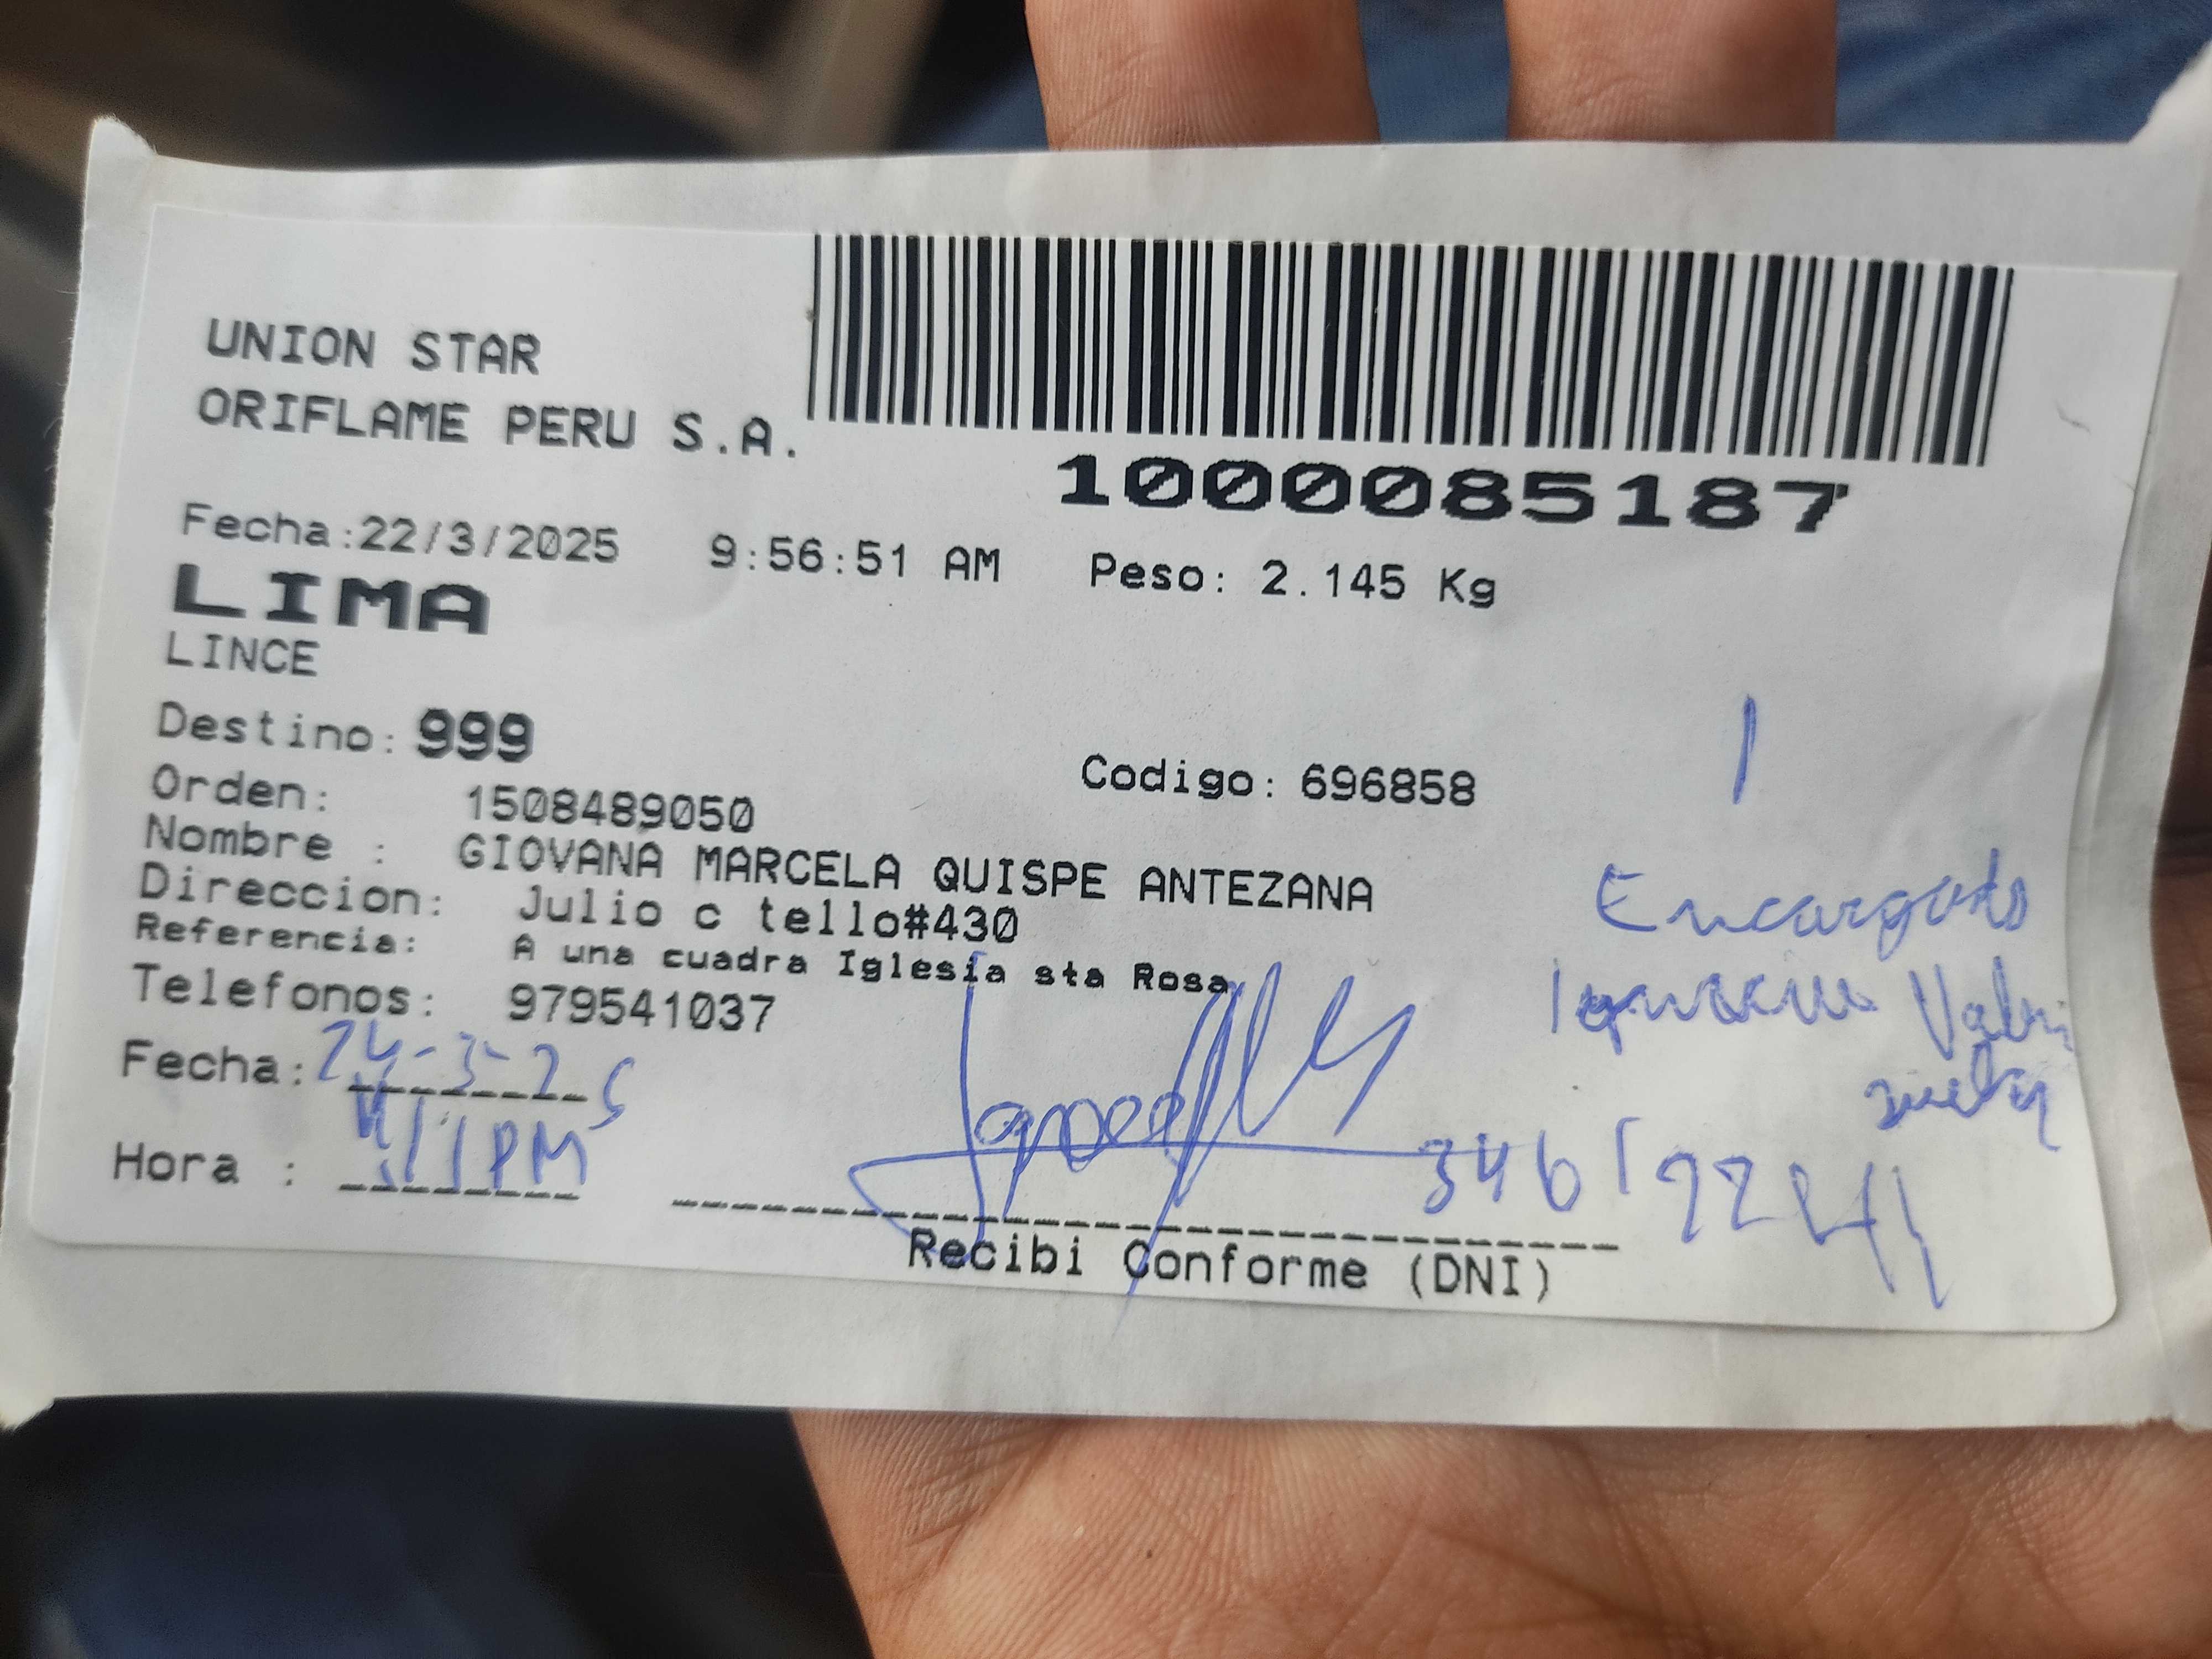 UNION STAR
ORIFLAME PERU S.A.
1000085187
Fecha:22/3/2025 9:56:51 AM Peso: 2.145 Kg
LIMA
LINCE
Destino: 999
Codigo: 696858
Orden: 1508489050
Nombre : GIOVANA MARCELA QUISPE ANTEZANA
Direccion: Julio c tello#430
Referencia: A una cuadra Iglesia sta Rosa
Telefonos: 979541037
Encargado
Fecha: 24-3-25
Hora : PM
Recibi Conforme (DNI)